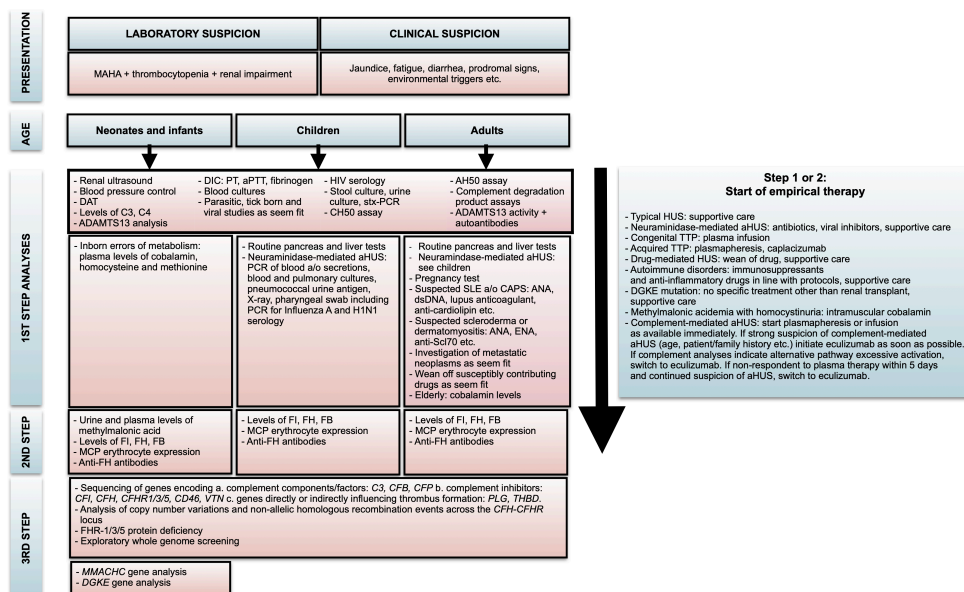 PRESENTATION
LABORATORY SUSPICION
CLINICAL SUSPICION
MAHA + thrombocytopenia + renal impairment
Jaundice, fatigue, diarrhea, prodromal signs,
environmental triggers etc.
AGE
Neonates and infants
Children
Adults
1ST STEP ANALYSES
- Renal ultrasound
- Blood pressure control
- DAT
- Levels of C3, C4
- ADAMTS13 analysis
- DIC: PT, aPTT, fibrinogen
- Blood cultures
- Parasitic, tick born and
viral studies as seem fit
- HIV serology
- Stool culture, urine
culture, stx-PCR
- CH50 assay
- AH50 assay
- Complement degradation
product assays
- ADAMTS13 activity +
autoantibodies
- Inborn errors of metabolism:
plasma levels of cobalamin,
homocysteine and methionine
- Routine pancreas and liver tests
- Neuraminidase-mediated aHUS:
PCR of blood a/o secretions,
blood and pulmonary cultures,
pneumococcal urine antigen,
X-ray, pharyngeal swab including
PCR for Influenza A and H1N1
serology
- Routine pancreas and liver tests
- Neuraminidase-mediated aHUS:
see children
- Pregnancy test
- Suspected SLE a/o CAPS: ANA,
dsDNA, lupus anticoagulant,
anti-cardiolipin etc.
- Suspected scleroderma or
dermatomyositis: ANA, ENA,
anti-Scl70 etc.
- Investigation of metastatic
neoplasms as seem fit
- Wean off susceptibly contributing
drugs as seem fit
- Elderly: cobalamin levels
2ND STEP
- Urine and plasma levels of
methylmalonic acid
- Levels of FI, FH, FB
- MCP erythrocyte expression
- Anti-FH antibodies
- Levels of FI, FH, FB
- MCP erythrocyte expression
- Anti-FH antibodies
- Levels of FI, FH, FB
- MCP erythrocyte expression
- Anti-FH antibodies
3RD STEP
- Sequencing of genes encoding a. complement components/factors: C3, CFB, CFP b. complement inhibitors:
CFI, CFH, CFHR1/3/5, CD46, VTN c. genes directly or indirectly influencing thrombus formation: PLG, THBD.
- Analysis of copy number variations and non-allelic homologous recombination events across the CFH-CFHR
locus
- FHR-1/3/5 protein deficiency
- Exploratory whole genome screening
- MMACHC gene analysis
- DGKE gene analysis
Step 1 or 2:
Start of empirical therapy
- Typical HUS: supportive care
- Neuraminidase-mediated aHUS: antibiotics, viral inhibitors, supportive care
- Congenital TTP: plasma infusion
- Acquired TTP: plasmapheresis, caplacizumab
- Drug-mediated HUS: wean of drug, supportive care
- Autoimmune disorders: immunosuppressants
and anti-inflammatory drugs in line with protocols, supportive care
- DGKE mutation: no specific treatment other than renal transplant,
supportive care
- Methylmalonic acidemia with homocystinuria: intramuscular cobalamin
- Complement-mediated aHUS: start plasmapheresis or infusion
as available immediately. If strong suspicion of complement-mediated
aHUS (age, patient/family history etc.) initiate eculizumab as soon as possible.
If complement analyses indicate alternative pathway excessive activation,
switch to eculizumab. If non-respondent to plasma therapy within 5 days
and continued suspicion of aHUS, switch to eculizumab.